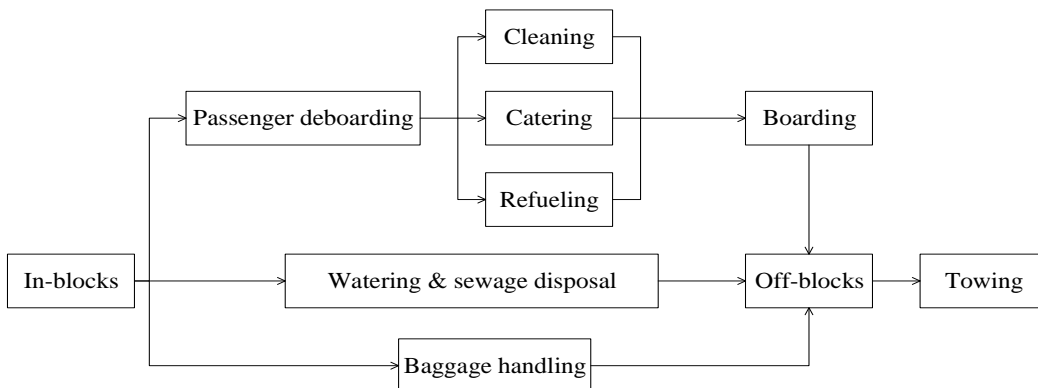 Cleaning
Passenger deboarding
Catering
Boarding
Refueling
In-blocks
Watering & sewage disposal
Off-blocks
Towing
Baggage handling